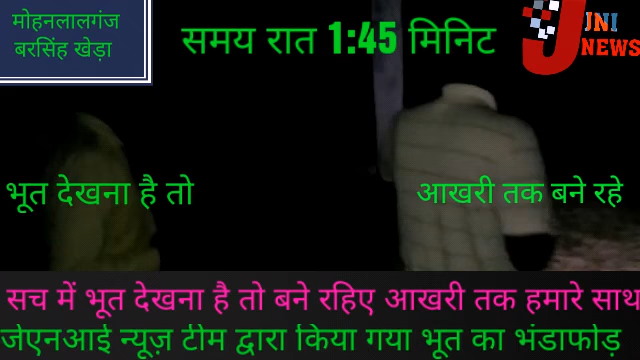 मोहनलालगंज
बरसिंह खेड़ा
समय रात 1:45 मिनिट
JNI
NEWS
भूत देखना है तो
आखरी तक बने रहे
सच में भूत देखना है तो बने रहिए आखरी तक हमारे साथ
जेएनआई न्यूज़ टीम द्वारा किया गया भूत का भंडाफोड़